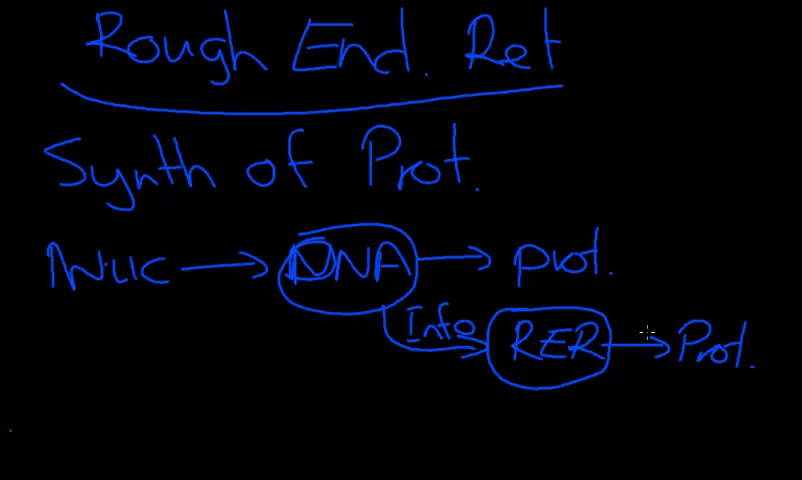 Rough End. Ret
Synth of Prot.
Nuc → DNA → Prot.
Info RER → Prot.